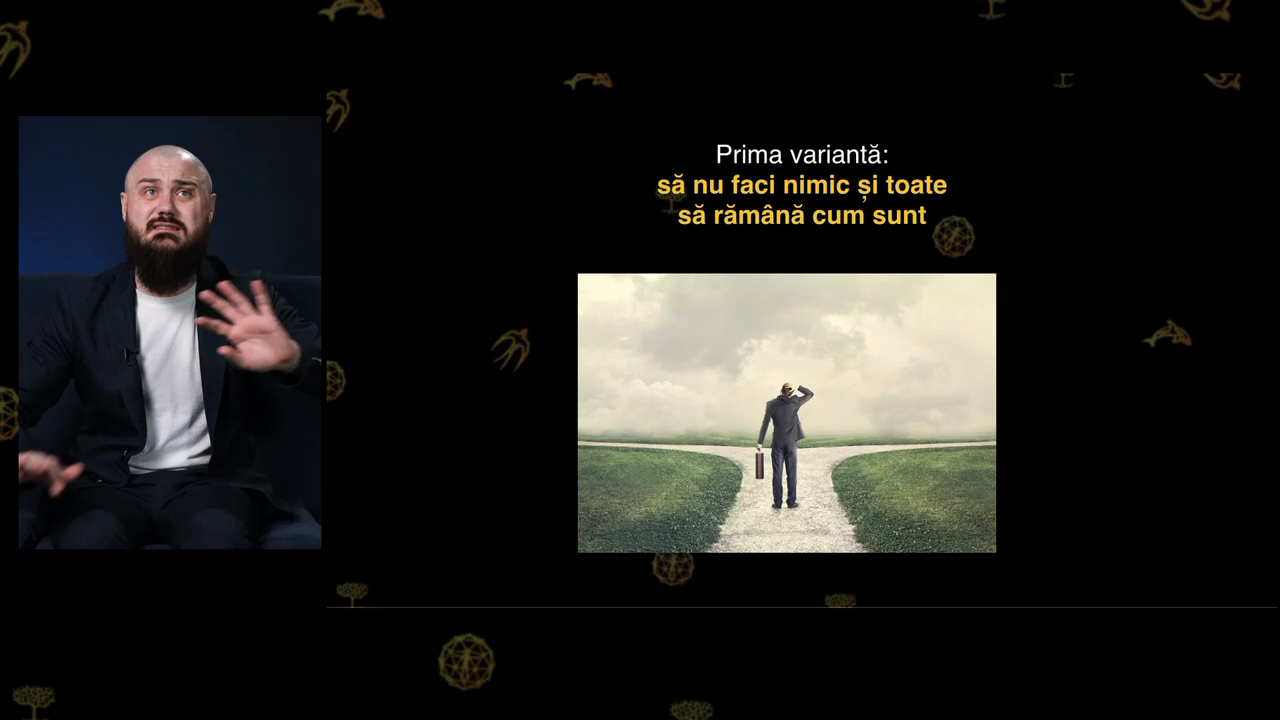 Prima variantă:
să nu faci nimic și toate
să rămână cum sunt